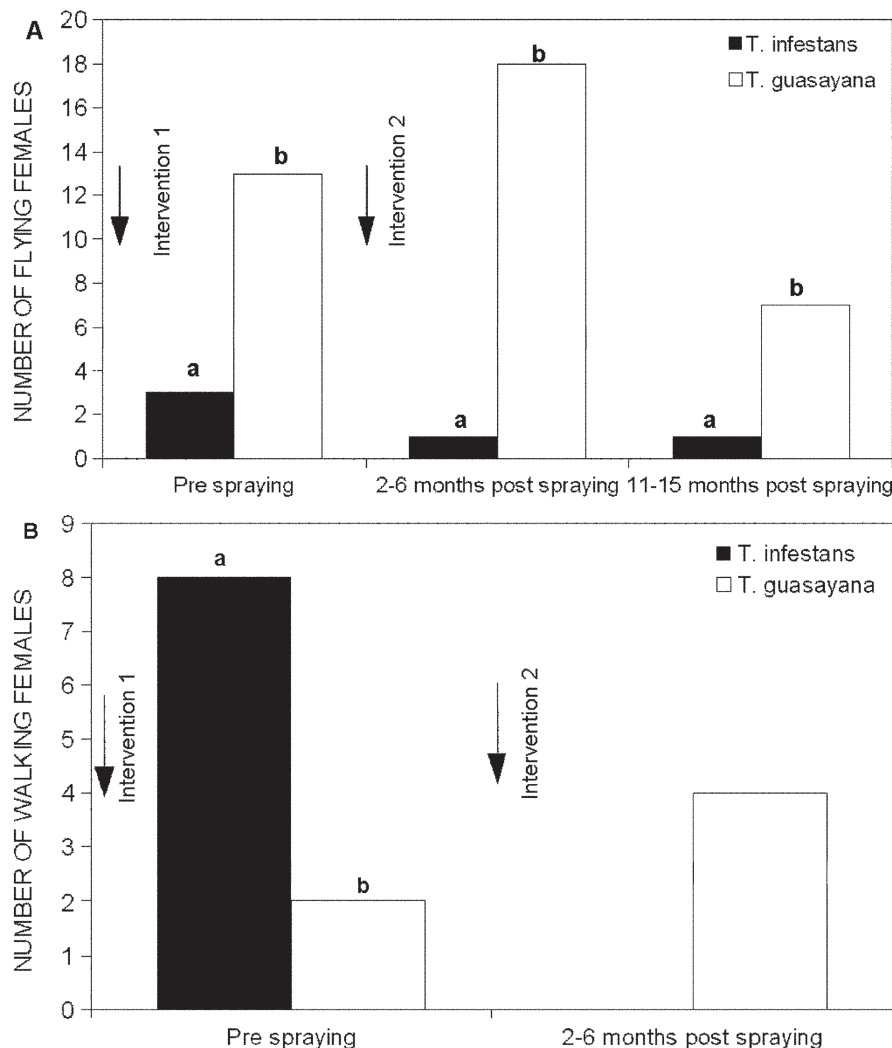 A
NUMBER OF FLYING FEMALES
20
18
16
14
12
10
8
6
4
2
0
T. infestans
T. guasayana
Intervention 1
Intervention 2
a
b
a
b
a
b
Pre spraying
2-6 months post spraying
11-15 months post spraying
B
NUMBER OF WALKING FEMALES
9
8
7
6
5
4
3
2
1
0
T. infestans
T. guasayana
Intervention 1
Intervention 2
a
b
Pre spraying
2-6 months post spraying